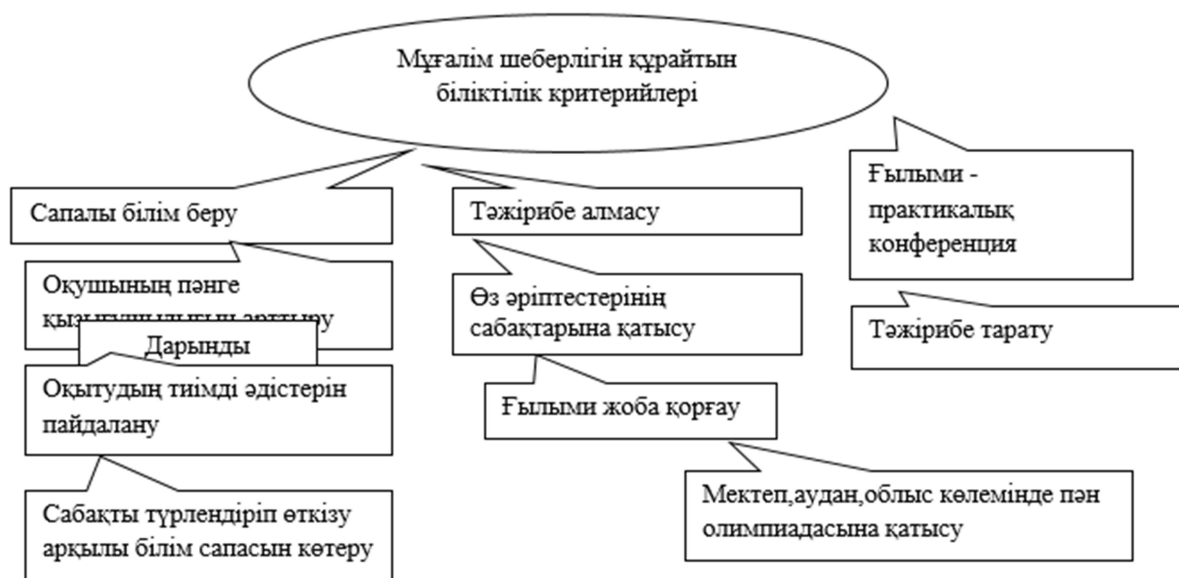 Мұғалім шеберлігін құрайтын
біліктілік критерийлері
Сапалы білім беру
Оқушының пәнге
қызығушылығын арттыру
Дарынды
Оқытудың тиімді әдістерін
пайдалану
Сабақты түрлендіріп өткізу
арқылы білім сапасын көтеру
Тәжірибе алмасу
Өз әріптестерінің
сабақтарына қатысу
Ғылыми жоба қорғау
Мектеп,аудан,облыс көлемінде пән
олимпиадасына қатысу
Ғылыми -
практикалық
конференция
Тәжірибе тарату